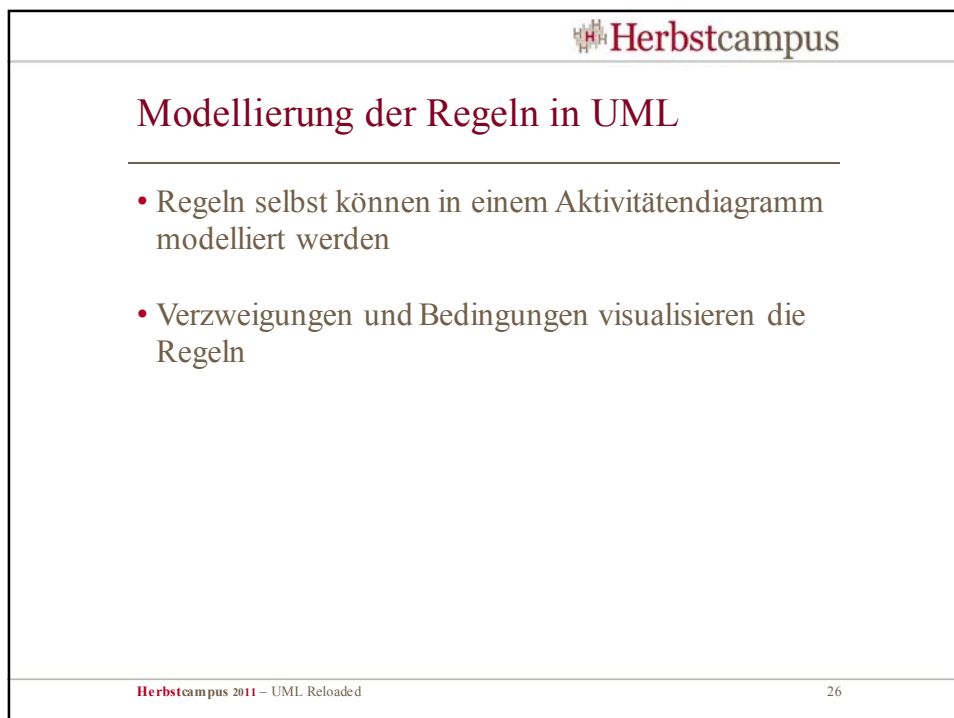 Herbstcampus
Modellierung der Regeln in UML
• Regeln selbst können in einem Aktivitätendiagramm
modelliert werden
• Verzweigungen und Bedingungen visualisieren die
Regeln
Herbstcampus 2011 – UML Reloaded 26